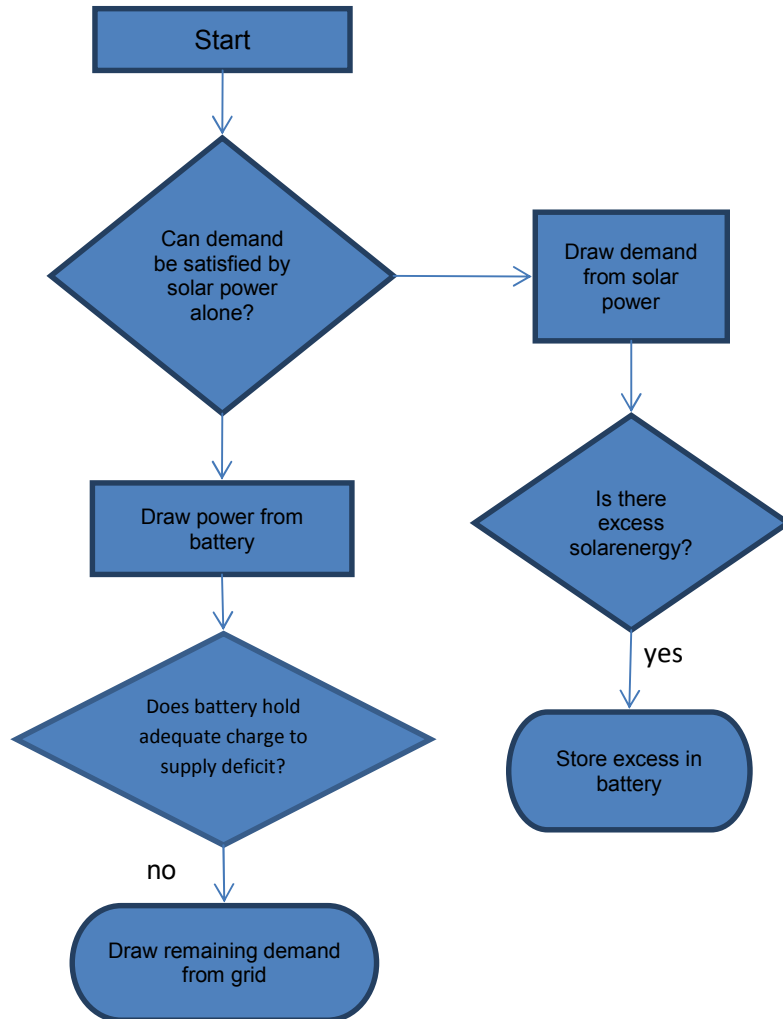 Start
Can demand
be satisfied by
solar power
alone?
Draw demand
from solar
power
Draw power from
battery
Is there
excess
solarenergy?
yes
Does battery hold
adequate charge to
supply deficit?
Store excess in
battery
no
Draw remaining demand
from grid